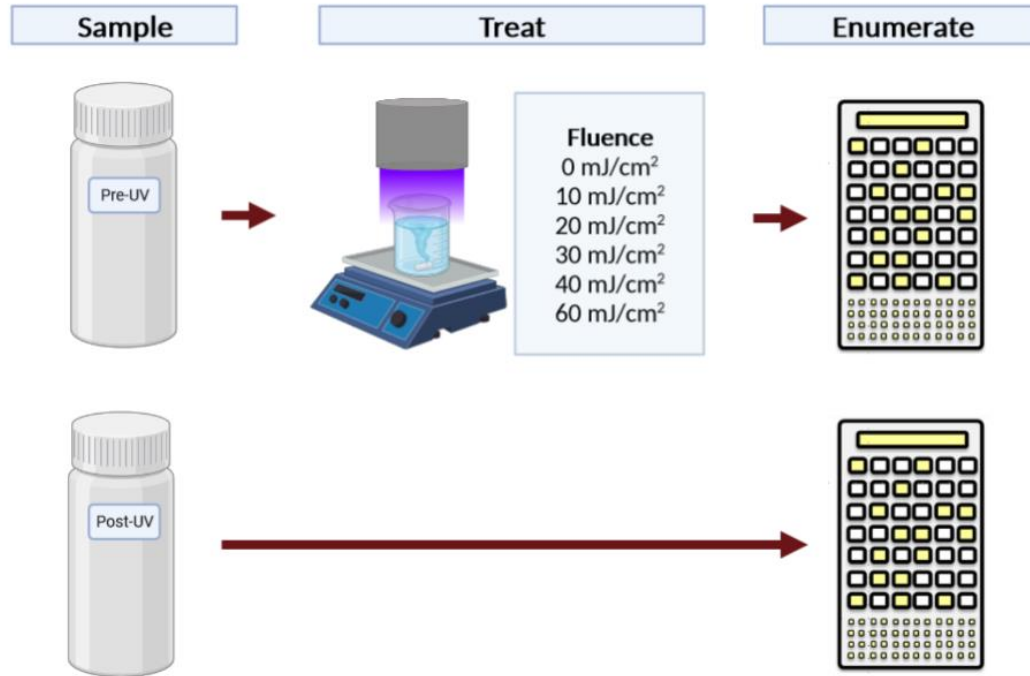 Sample
Treat
Enumerate
Pre-UV
Fluence
0 mJ/cm²
10 mJ/cm²
20 mJ/cm²
30 mJ/cm²
40 mJ/cm²
60 mJ/cm²
Post-UV